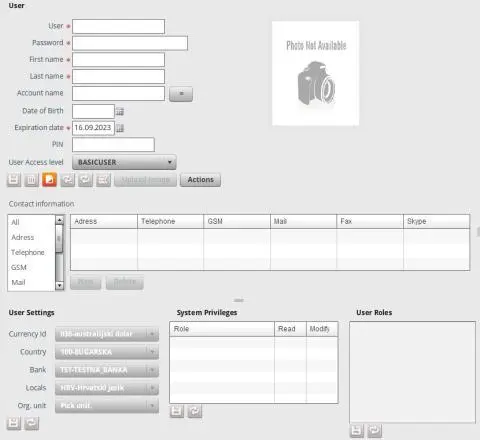 User
User *
Password *
Photo Not Available
First name *
Last name *
Account name =
Date of Birth
Expiration date * 16.09.2023
PIN
User Access level BASICUSER
Upload image Actions
Contact information
All
Adress
Telephone
GSM
Mail
Adress Telephone GSM Mail Fax Skype
New Delete
User Settings System Privileges User Roles
Currency Id 036-australijski dolar
Country 100-BUGARSKA
Bank TST-TESTNA_BANKA
Locals HBV-Hrvatski jezik
Org. unit Pick unit.
Role Read Modify